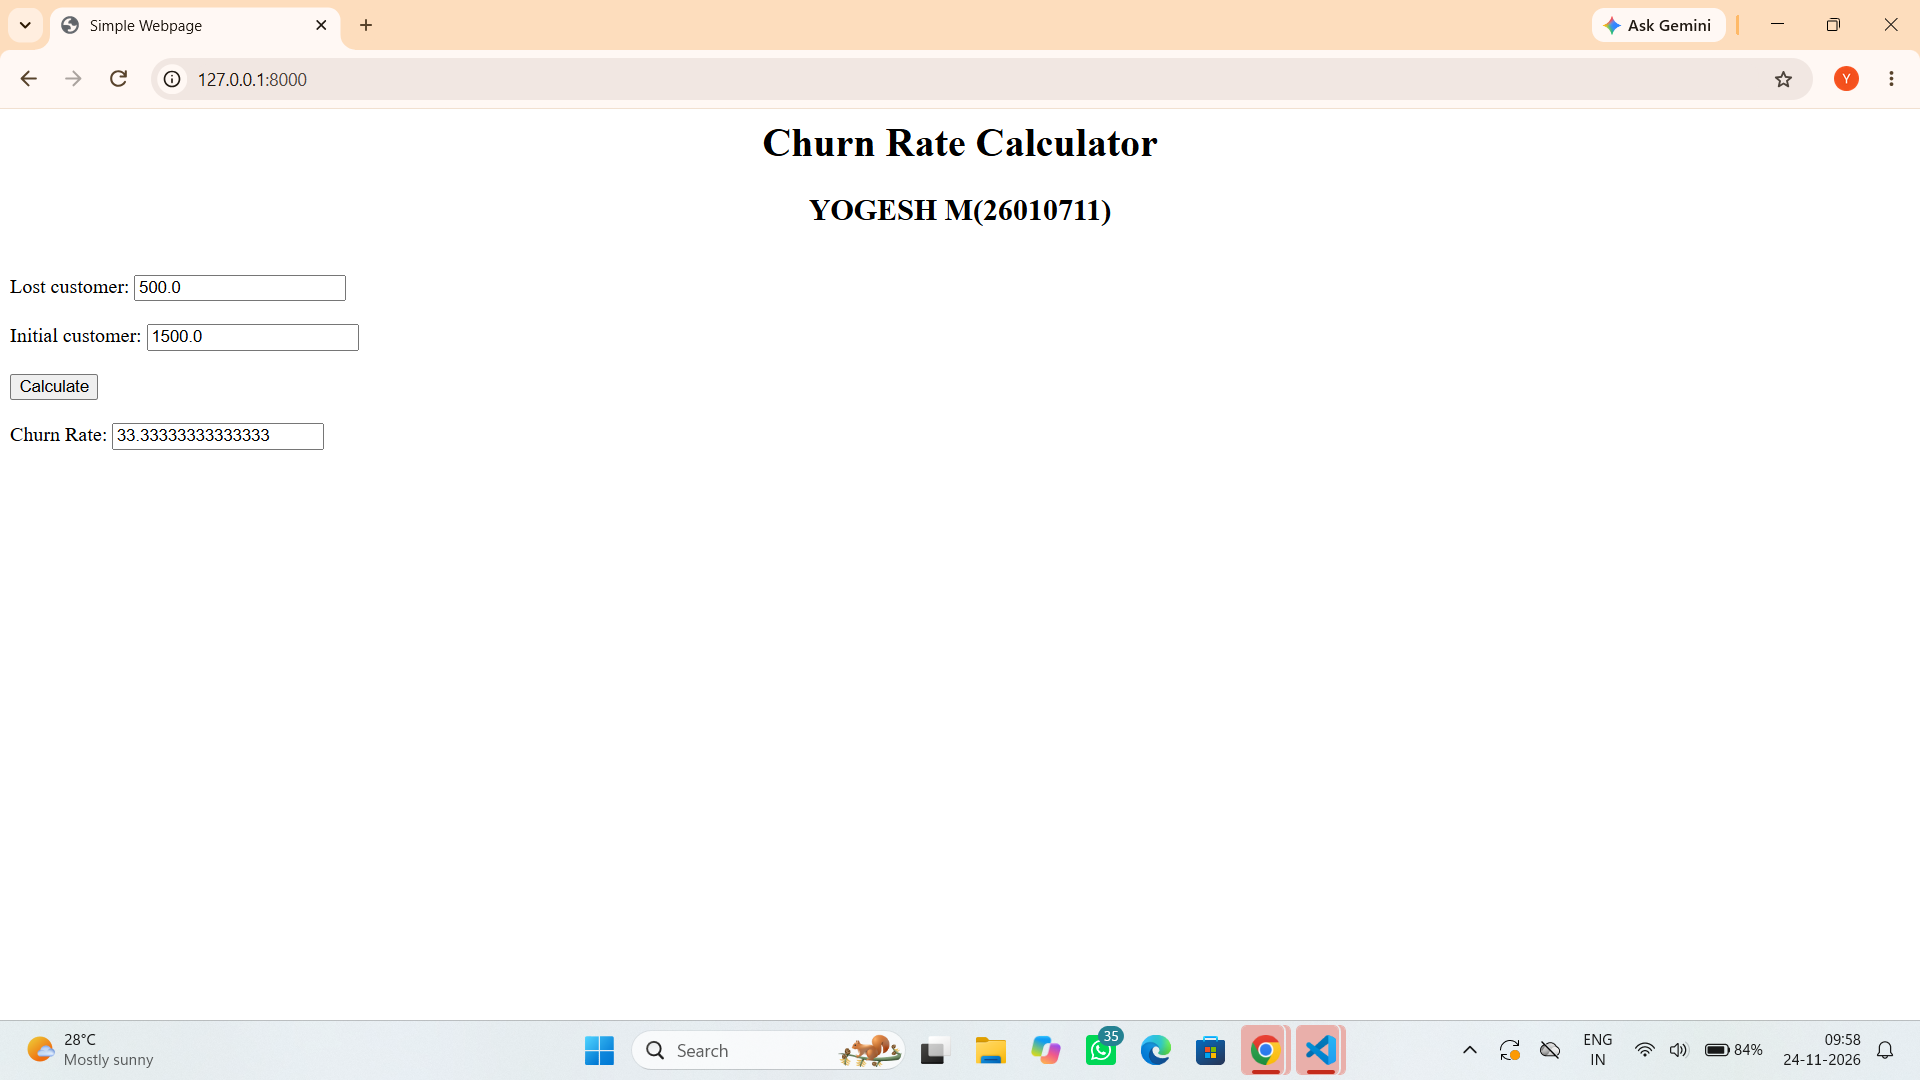 Simple Webpage
Ask Gemini
127.0.0.1:8000
Y
Churn Rate Calculator
YOGESH M(26010711)
Lost customer: 500.0
Initial customer: 1500.0
Calculate
Churn Rate: 33.33333333333333
28°C
Mostly sunny
Search
35
ENG
IN
84%
09:58
24-11-2026